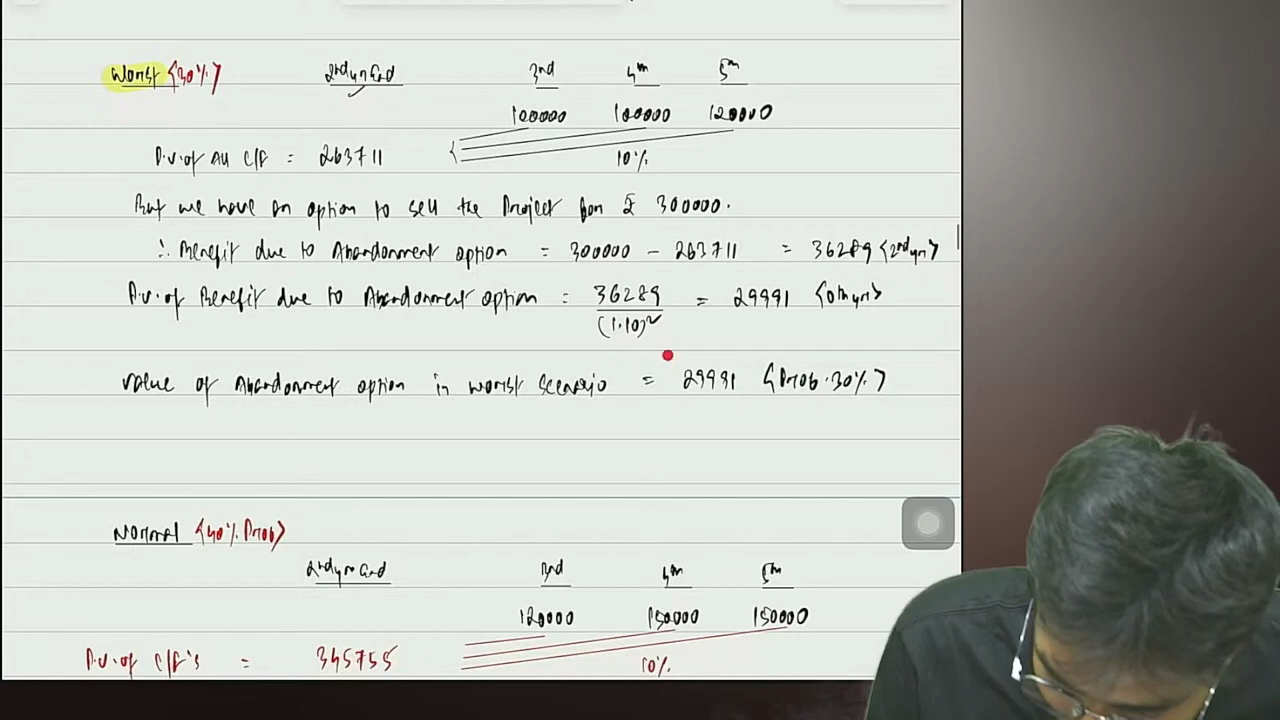 Worst {30%} 2nd yr End 3rd 4th 5th
100000 100000 120000
P.V. of All C/F = 263711 10%
But we have an option to sell the Project for ₹ 300000.
∴ Benefit due to Abandonment option = 300000 - 263711 = 36289 {2nd yr}
P.V. of Benefit due to Abandonment option = 36289 / (1.10)² = 29991 {0th yr}
Value of Abandonment option in worst Scenario = 29991 {Prob. 30%}
Normal {40% Prob}
2nd yr End 3rd 4th 5th
120000 150000 150000
P.V. of C/F's = 345755 10%